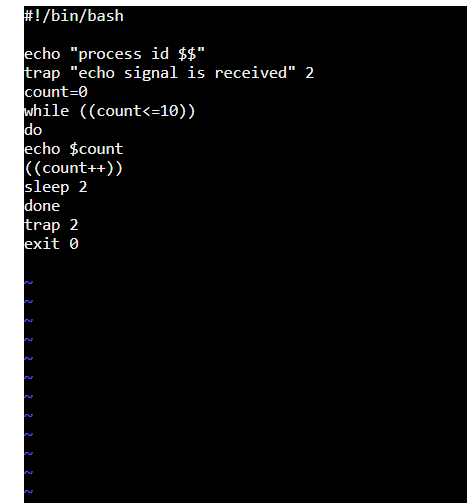 #!/bin/bash
echo "process id $$"
trap "echo signal is received" 2
count=0
while ((count<=10))
do
echo $count
((count++))
sleep 2
done
trap 2
exit 0
~
~
~
~
~
~
~
~
~
~
~
~